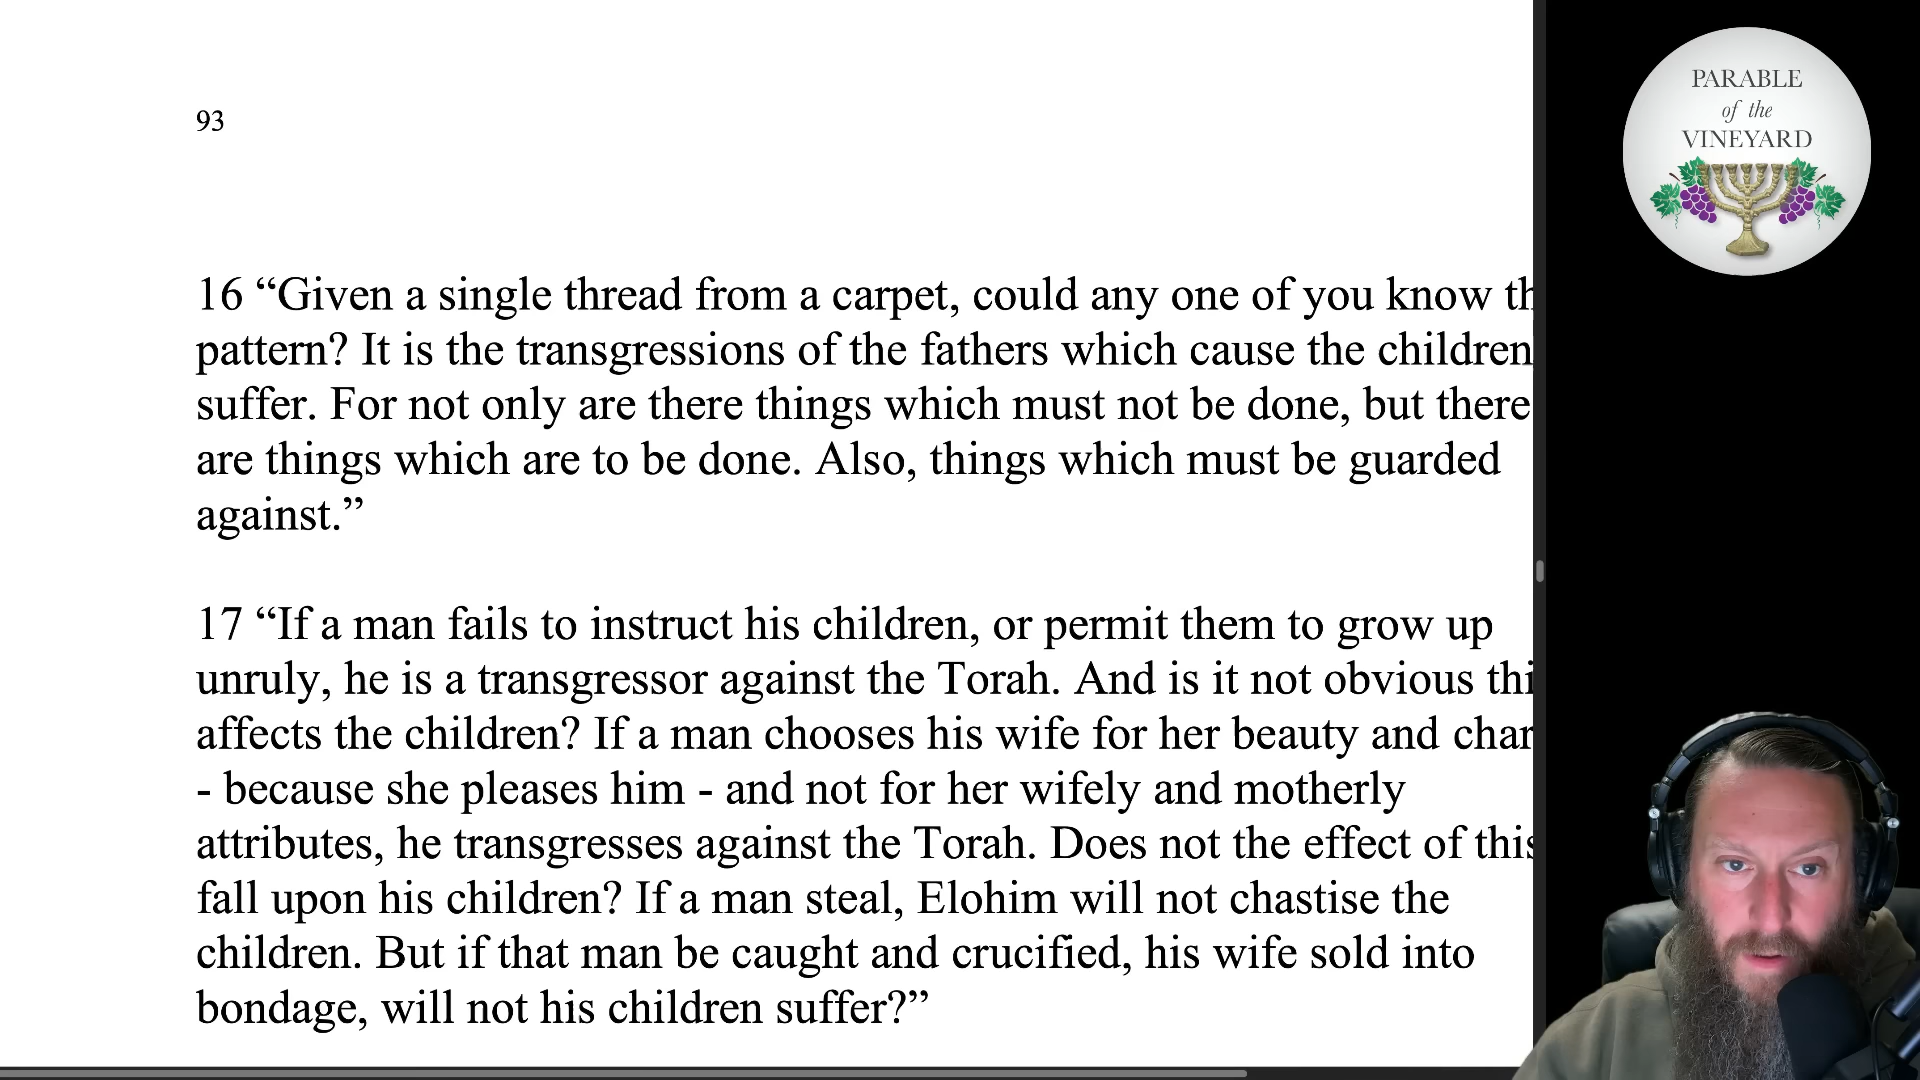 93
PARABLE
of the
VINEYARD
16 “Given a single thread from a carpet, could any one of you know
pattern? It is the transgressions of the fathers which cause the children
suffer. For not only are there things which must not be done, but there
are things which are to be done. Also, things which must be guarded
against.”
17 “If a man fails to instruct his children, or permit them to grow up
unruly, he is a transgressor against the Torah. And is it not obvious
affects the children? If a man chooses his wife for her beauty and
- because she pleases him - and not for her wifely and motherly
attributes, he transgresses against the Torah. Does not the effect of this
fall upon his children? If a man steal, Elohim will not chastise the
children. But if that man be caught and crucified, his wife sold into
bondage, will not his children suffer?”